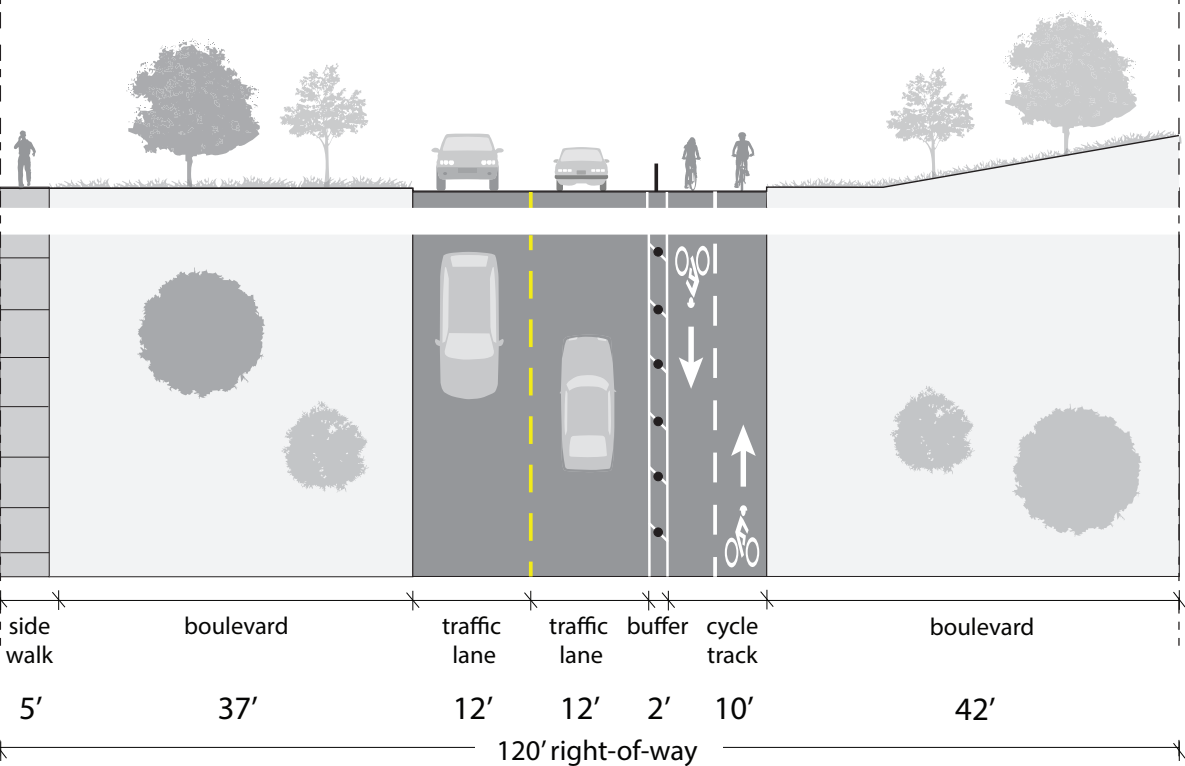 side walk
boulevard
traffic lane
traffic lane
buffer
cycle track
boulevard
5’
37’
12’
12’
2’
10’
42’
120’ right-of-way